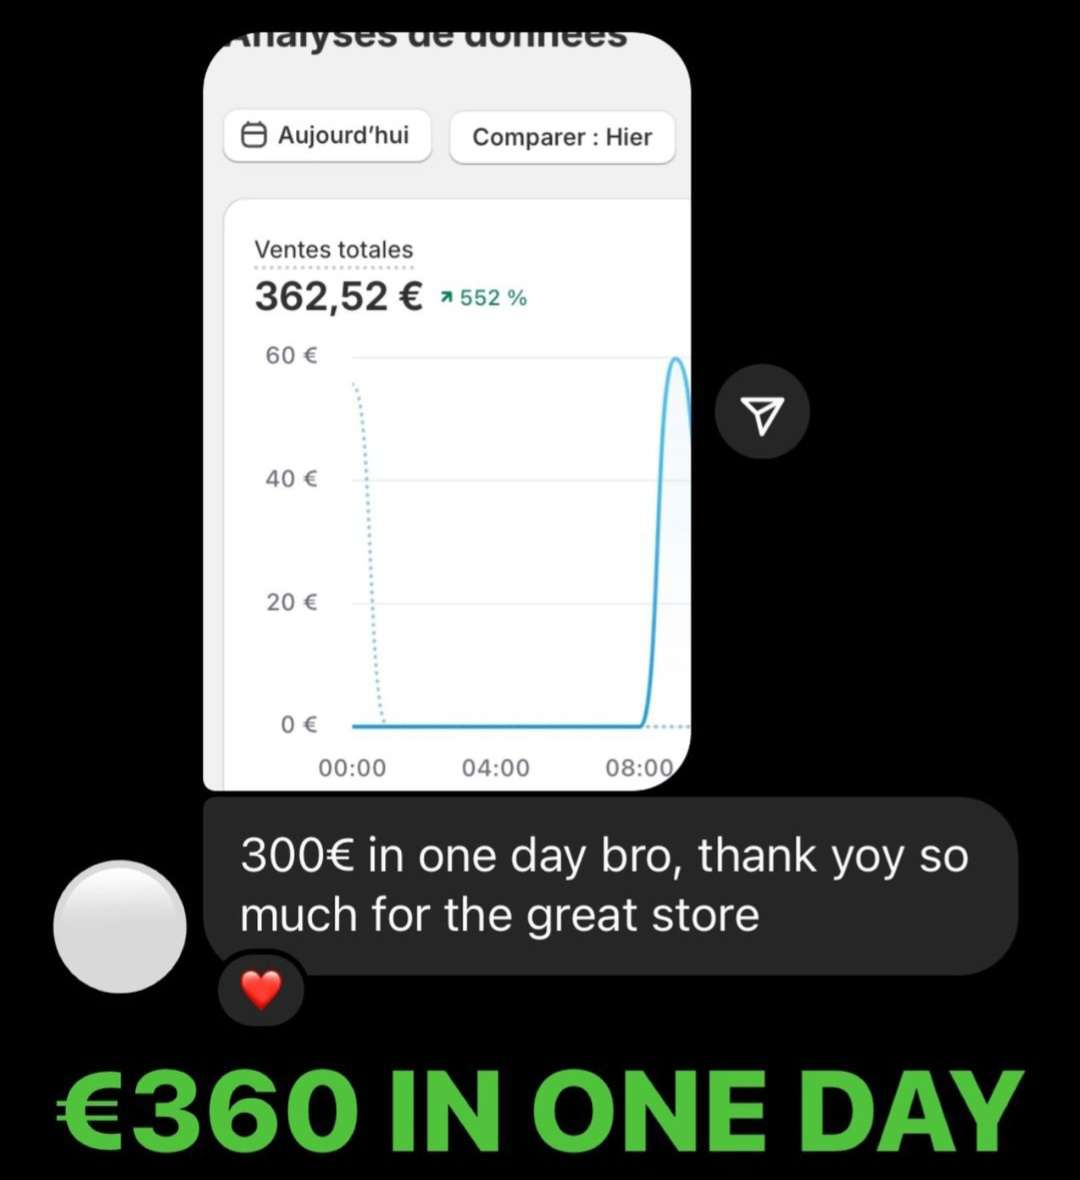 Analyses de données
Aujourd’hui
Comparer : Hier
Ventes totales
362,52 € 552 %
60 €
40 €
20 €
0 €
00:00 04:00 08:00
300€ in one day bro, thank yoy so
much for the great store
€360 IN ONE DAY